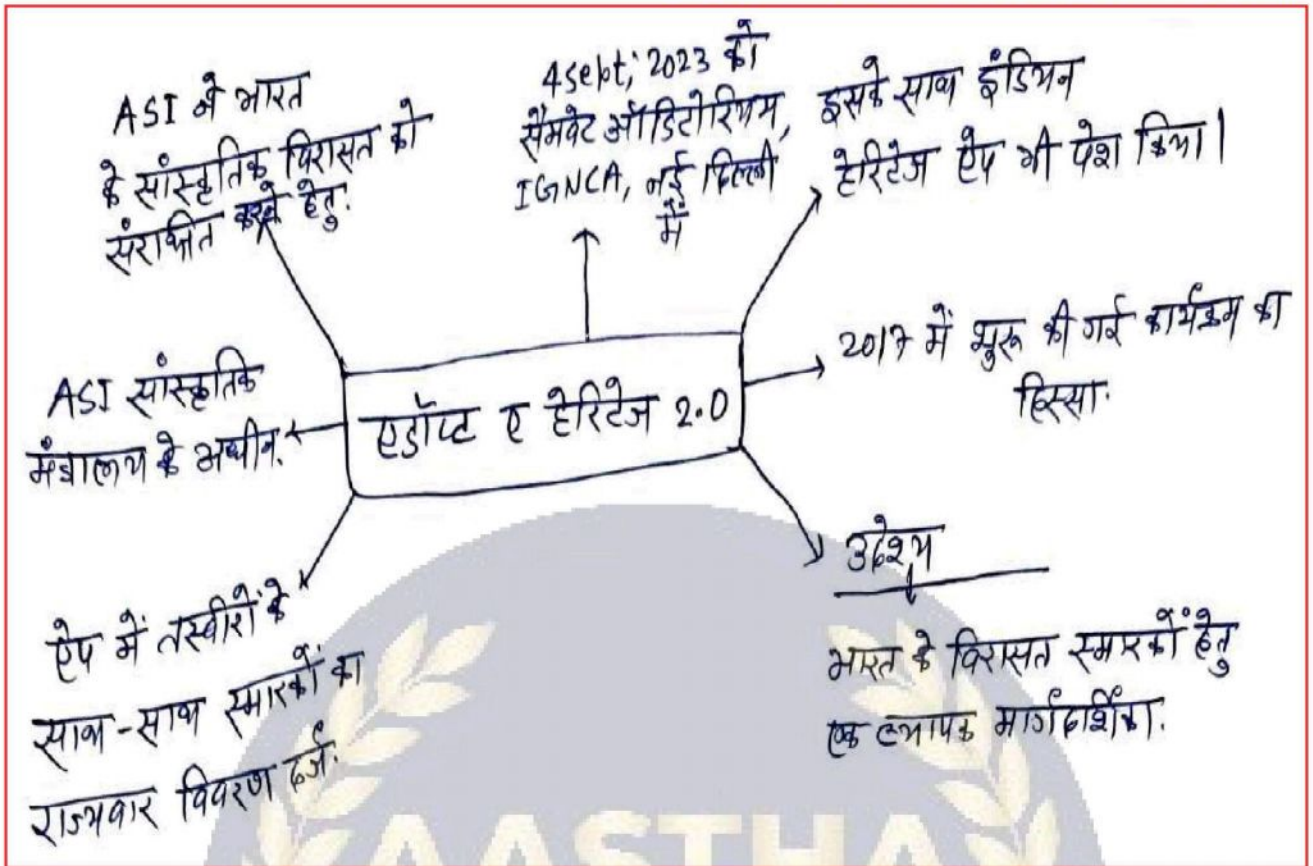 ASI ने भारत
के सांस्कृतिक विरासत को
संरक्षित करने हेतु.
4 sept; 2023 को
सैमवेट ऑडिटोरियम,
IGNCA, नई दिल्ली
में
इसके साथ इंडियन
हेरिटेज ऐप भी पेश किया।
ASI सांस्कृतिक
मंत्रालय के अधीन.
एडॉप्ट ए हेरिटेज 2.0
2017 में शुरू की गई कार्यक्रम का
हिस्सा.
ऐप में तस्वीरों के
साथ-साथ स्मारकों का
राज्यवार विवरण दर्ज.
उद्देश्य
भारत के विरासत स्मारकों हेतु
एक व्यापक मार्गदर्शिका.
AASTHA